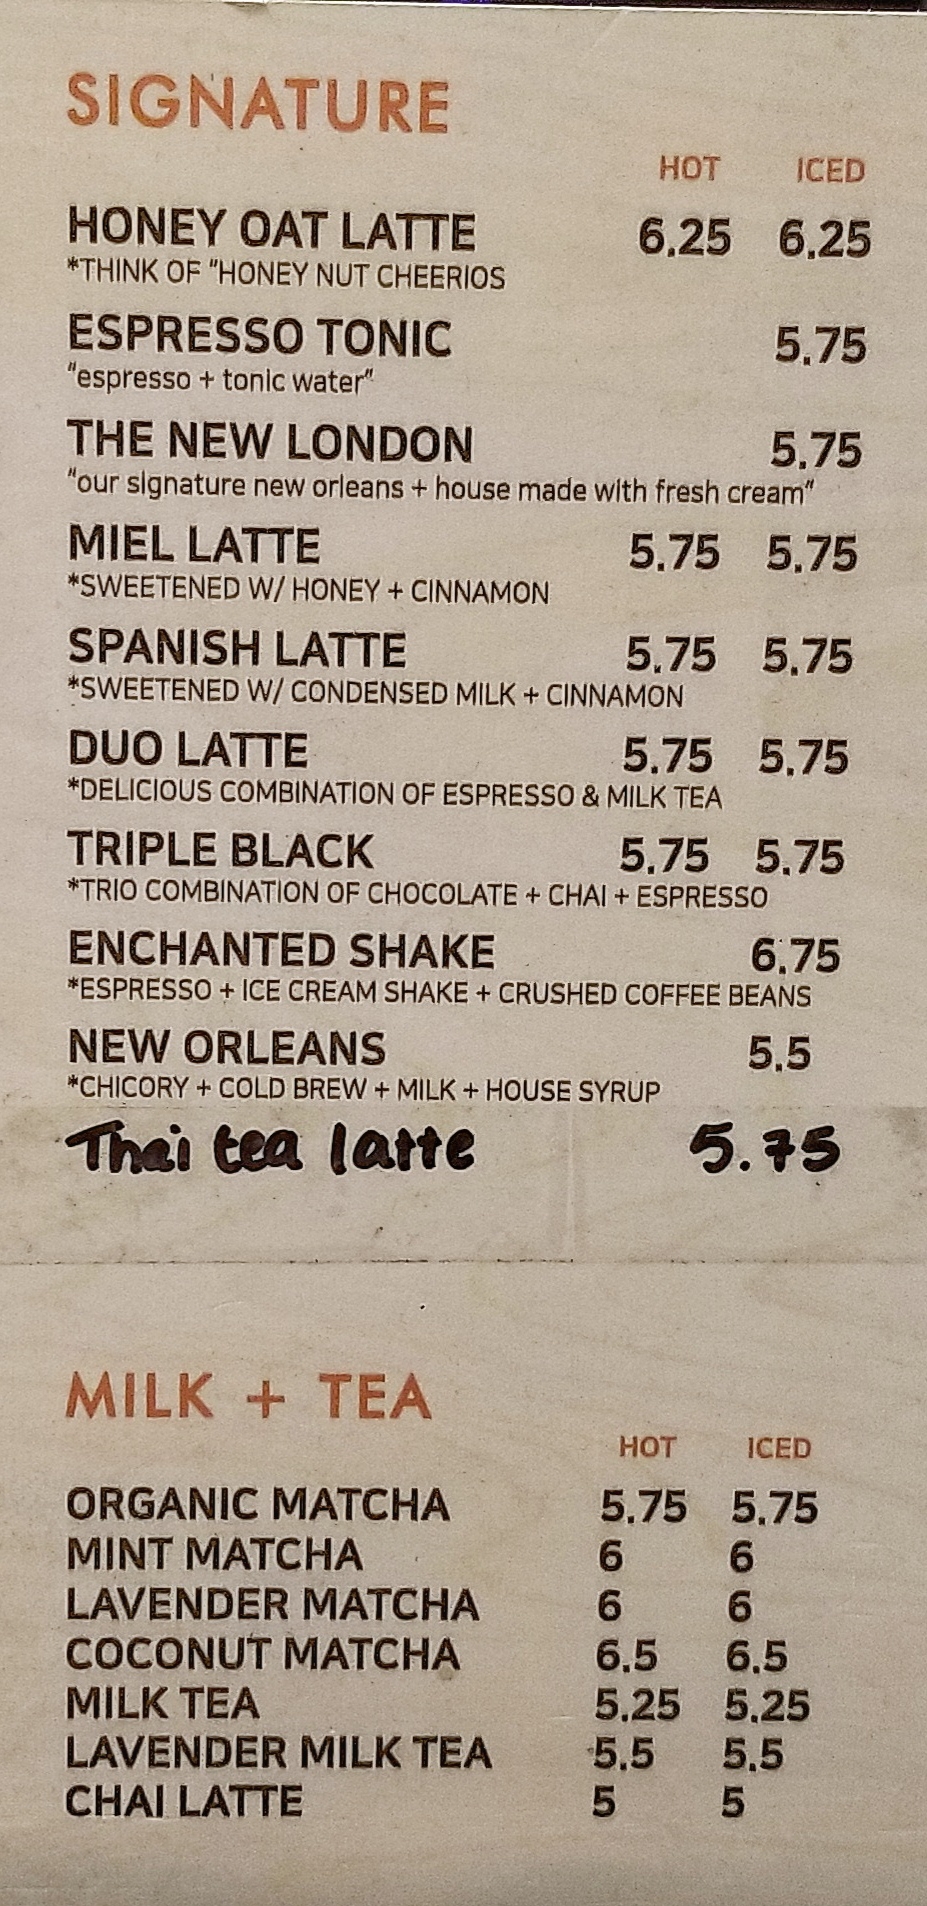 SIGNATURE
HOT ICED
HONEY OAT LATTE 6.25 6.25
*THINK OF "HONEY NUT CHEERIOS
ESPRESSO TONIC 5.75
"espresso + tonic water"
THE NEW LONDON 5.75
"our signature new orleans + house made with fresh cream"
MIEL LATTE 5.75 5.75
*SWEETENED W/ HONEY + CINNAMON
SPANISH LATTE 5.75 5.75
*SWEETENED W/ CONDENSED MILK + CINNAMON
DUO LATTE 5.75 5.75
*DELICIOUS COMBINATION OF ESPRESSO & MILK TEA
TRIPLE BLACK 5.75 5.75
*TRIO COMBINATION OF CHOCOLATE + CHAI + ESPRESSO
ENCHANTED SHAKE 6.75
*ESPRESSO + ICE CREAM SHAKE + CRUSHED COFFEE BEANS
NEW ORLEANS 5.5
*CHICORY + COLD BREW + MILK + HOUSE SYRUP
Thai tea latte 5.75
MILK + TEA
HOT ICED
ORGANIC MATCHA 5.75 5.75
MINT MATCHA 6 6
LAVENDER MATCHA 6 6
COCONUT MATCHA 6.5 6.5
MILK TEA 5.25 5.25
LAVENDER MILK TEA 5.5 5.5
CHAI LATTE 5 5